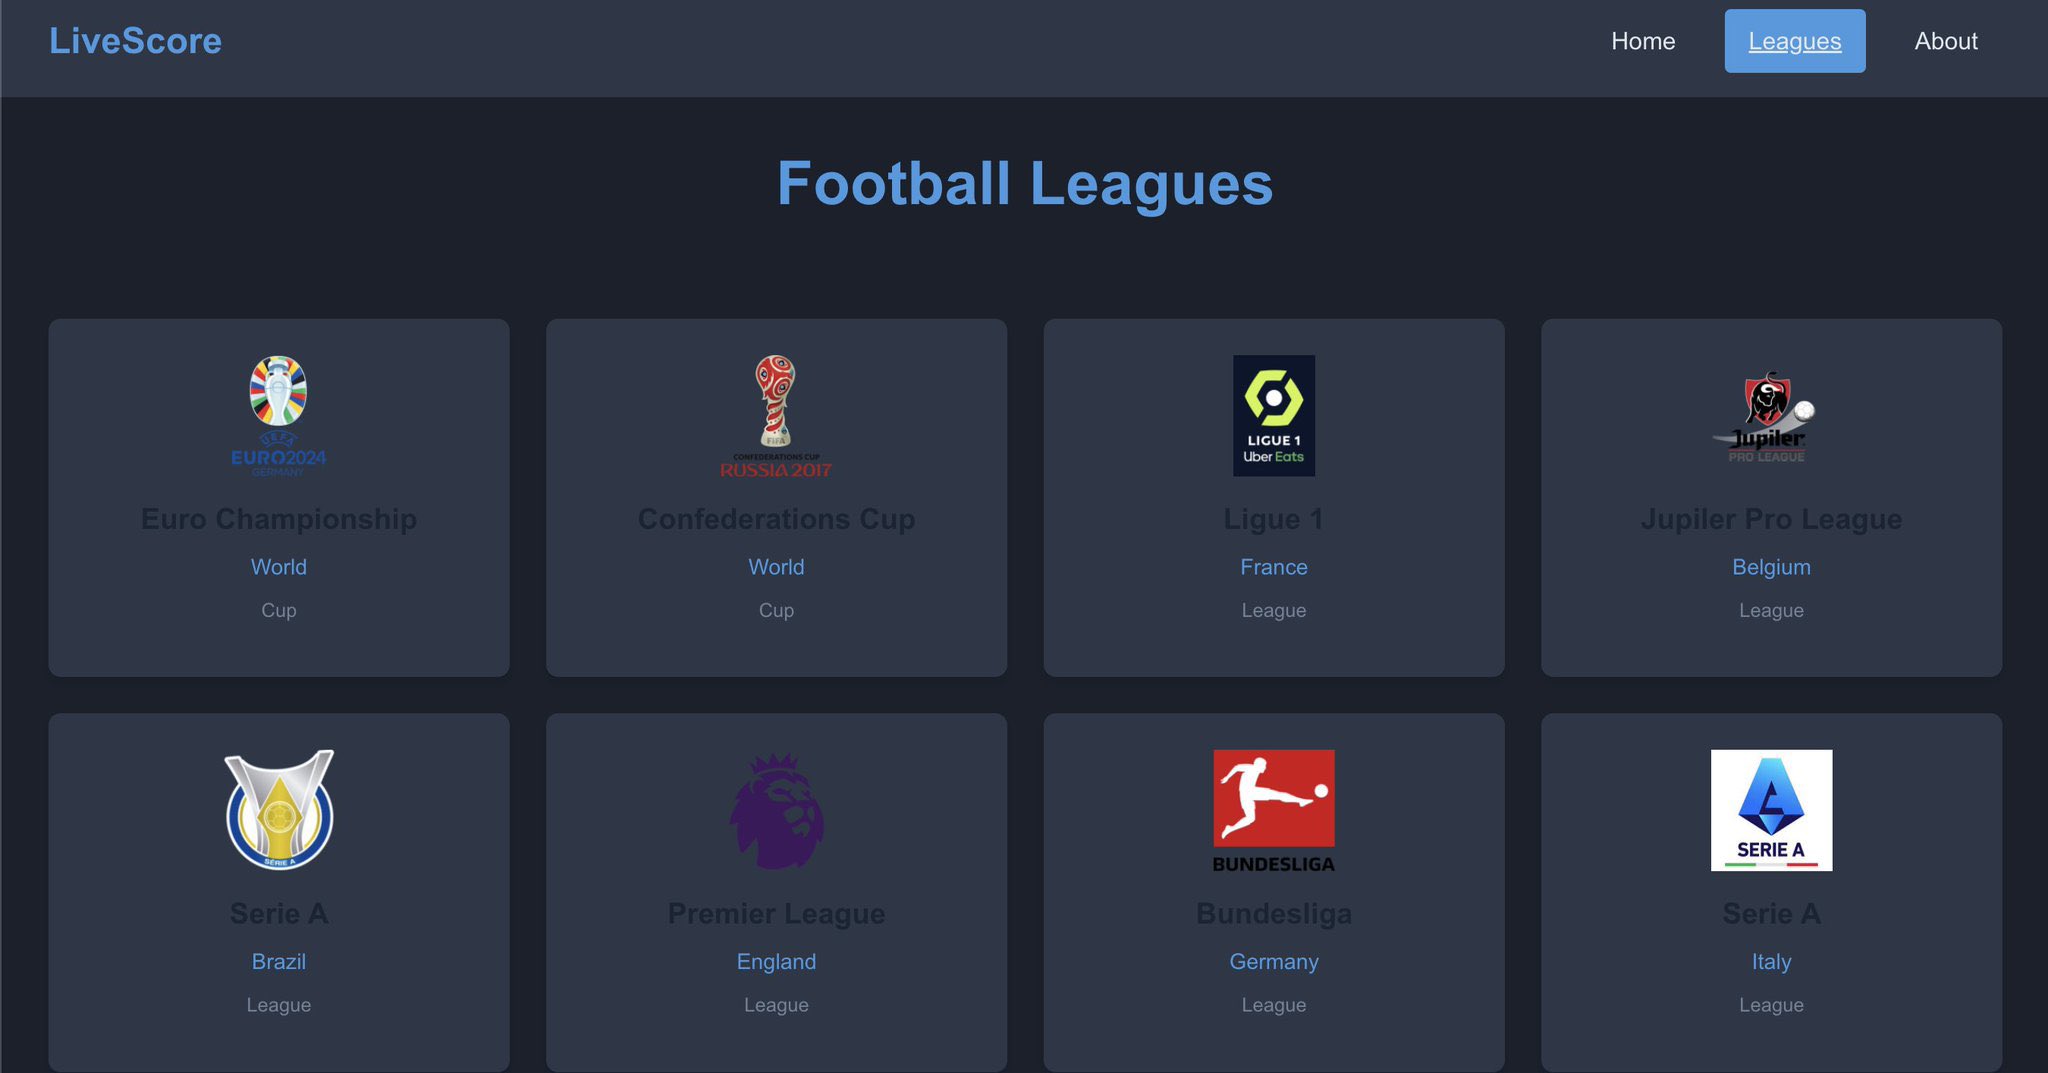 LiveScore
Home
Leagues
About
Football Leagues
UEFA
EURO2024
GERMANY
Euro Championship
World
Cup
FIFA
CONFEDERATIONS CUP
RUSSIA 2017
Confederations Cup
World
Cup
LIGUE 1
Uber Eats
Ligue 1
France
League
Jupiler
PRO LEAGUE
Jupiler Pro League
Belgium
League
SÉRIE A
Serie A
Brazil
League
Premier League
England
League
BUNDESLIGA
Bundesliga
Germany
League
SERIE A
Serie A
Italy
League